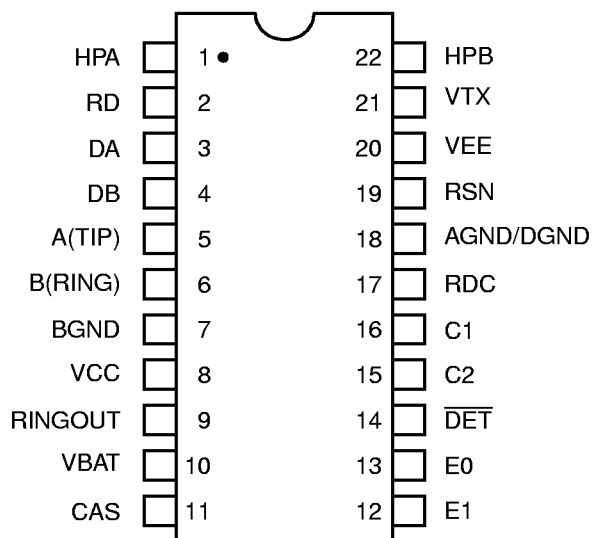 HPA 1 22 HPB
RD 2 21 VTX
DA 3 20 VEE
DB 4 19 RSN
A(TIP) 5 18 AGND/DGND
B(RING) 6 17 RDC
BGND 7 16 C1
VCC 8 15 C2
RINGOUT 9 14 D̅E̅T̅
VBAT 10 13 E0
CAS 11 12 E1